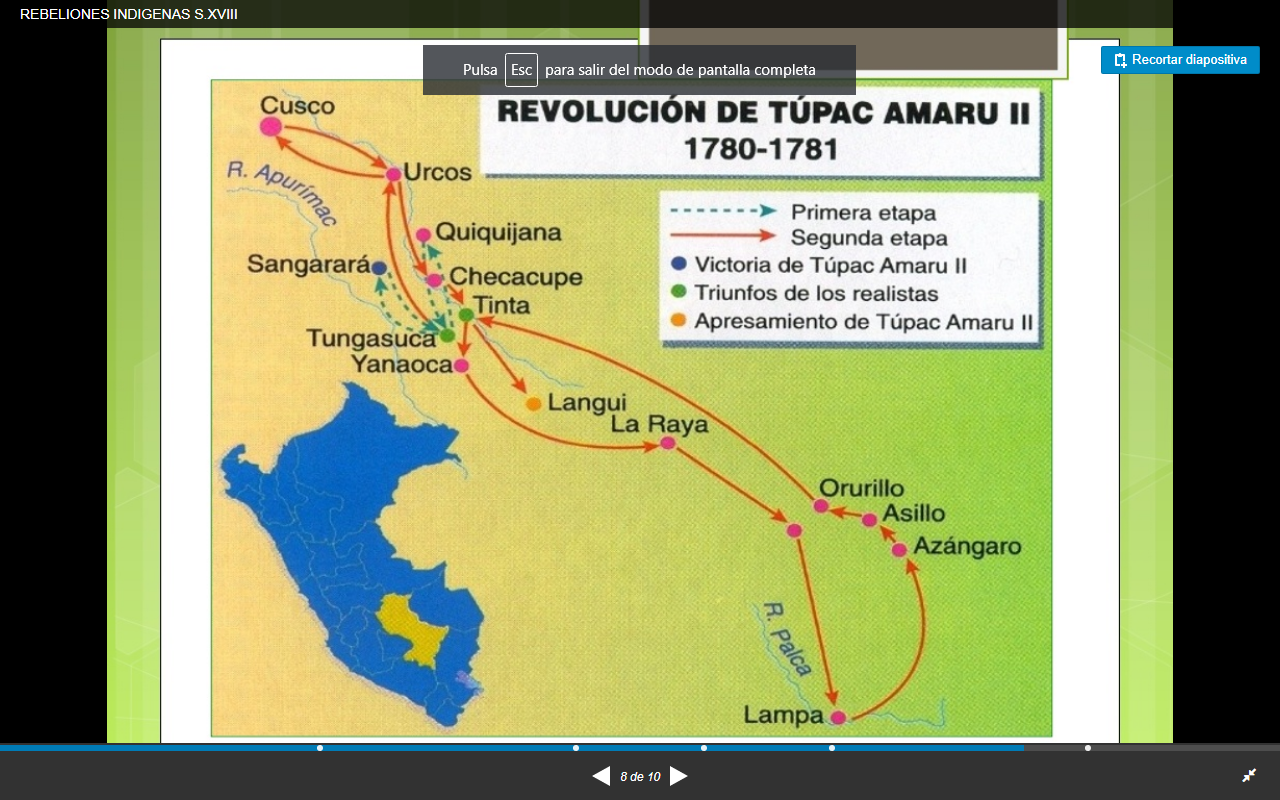 REBELIONES INDIGENAS S.XVIII
Pulsa Esc para salir del modo de pantalla completa
Recortar diapositiva
REVOLUCIÓN DE TÚPAC AMARU II
1780-1781
Primera etapa
Segunda etapa
Victoria de Túpac Amaru II
Triunfos de los realistas
Apresamiento de Túpac Amaru II
Cusco
R. Apurímac
Urcos
Quiquijana
Sangarará
Checacupe
Tinta
Tungasuca
Yanaoca
Langui
La Raya
Orurillo
Asillo
Azángaro
R. Palca
Lampa
8 de 10